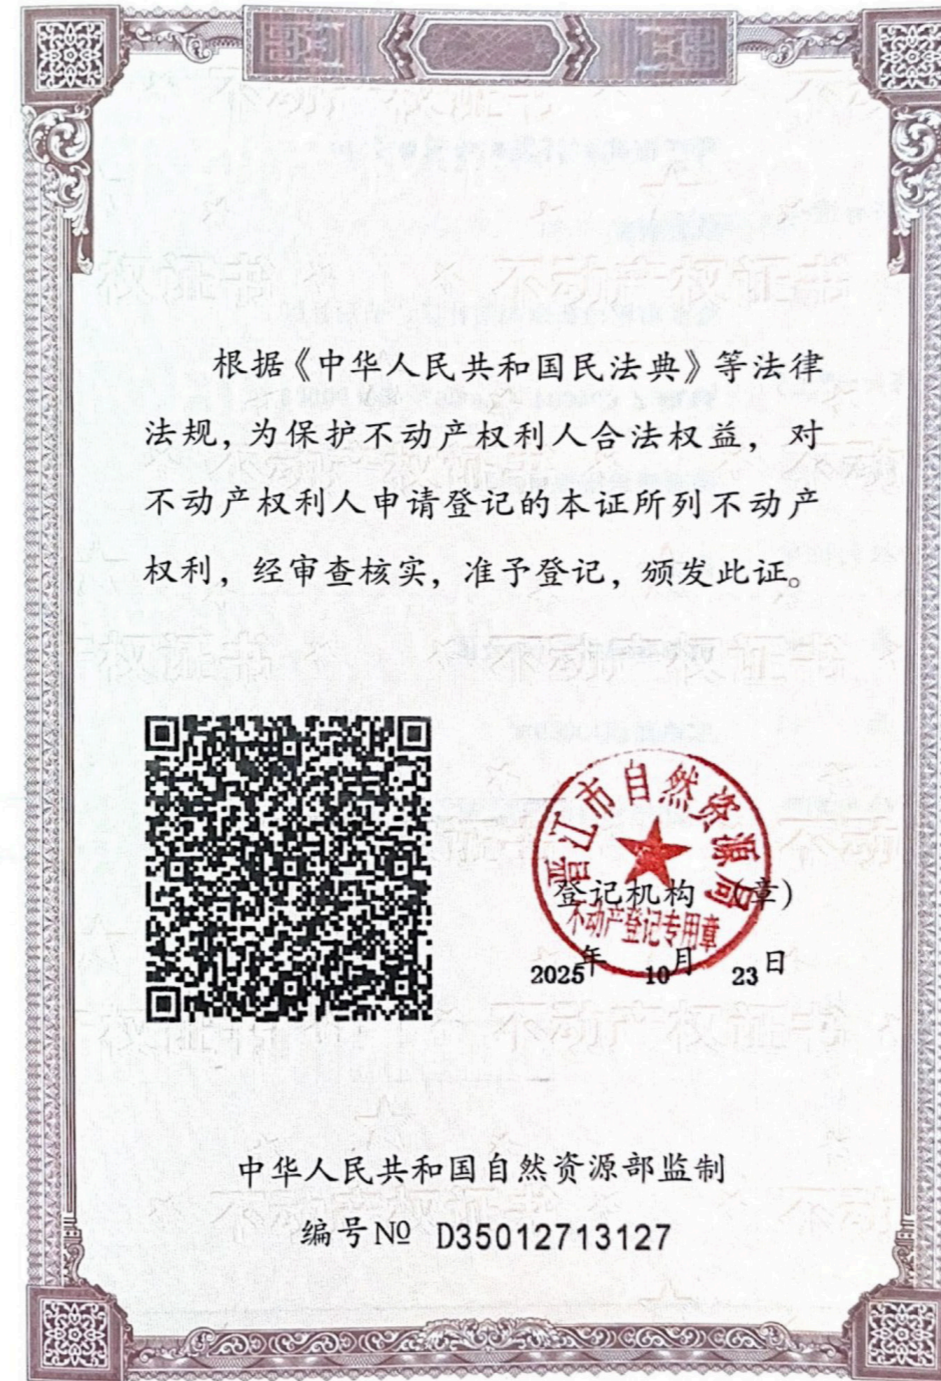 根据《中华人民共和国民法典》等法律
法规，为保护不动产权利人合法权益，对
不动产权利人申请登记的本证所列不动产
权利，经审查核实，准予登记，颁发此证。
晋江市自然资源局
登记机构（章）
不动产登记专用章
2025年 10月 23日
中华人民共和国自然资源部监制
编号№ D35012713127
不动产权证书